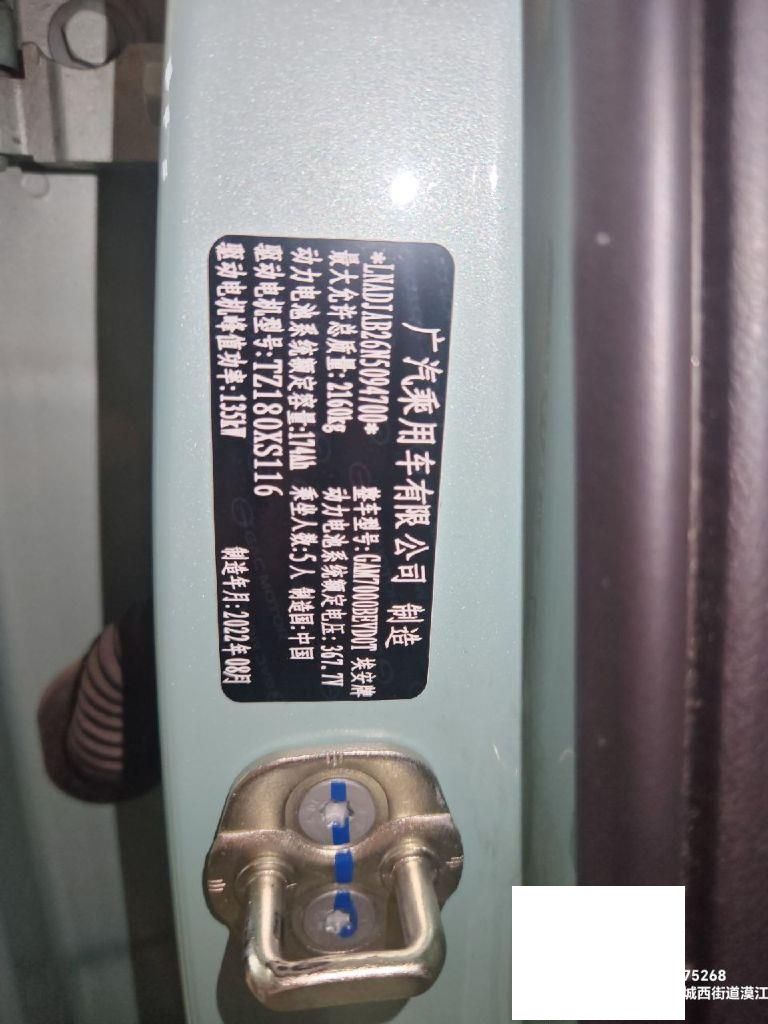 广汽乘用车有限公司 制造
*LNADJAB26N5094700* 整车型号:GAM7000BEVD0T 埃安牌
最大允许总质量:2160kg 动力电池系统额定电压:367.7V
动力电池系统额定容量:174Ah 乘坐人数:5人 制造国:中国
驱动电机型号:TZ180XS116
驱动电机峰值功率:135kW 制造年月:2022年08月
GAC MOTOR
75268
城西街道漠江